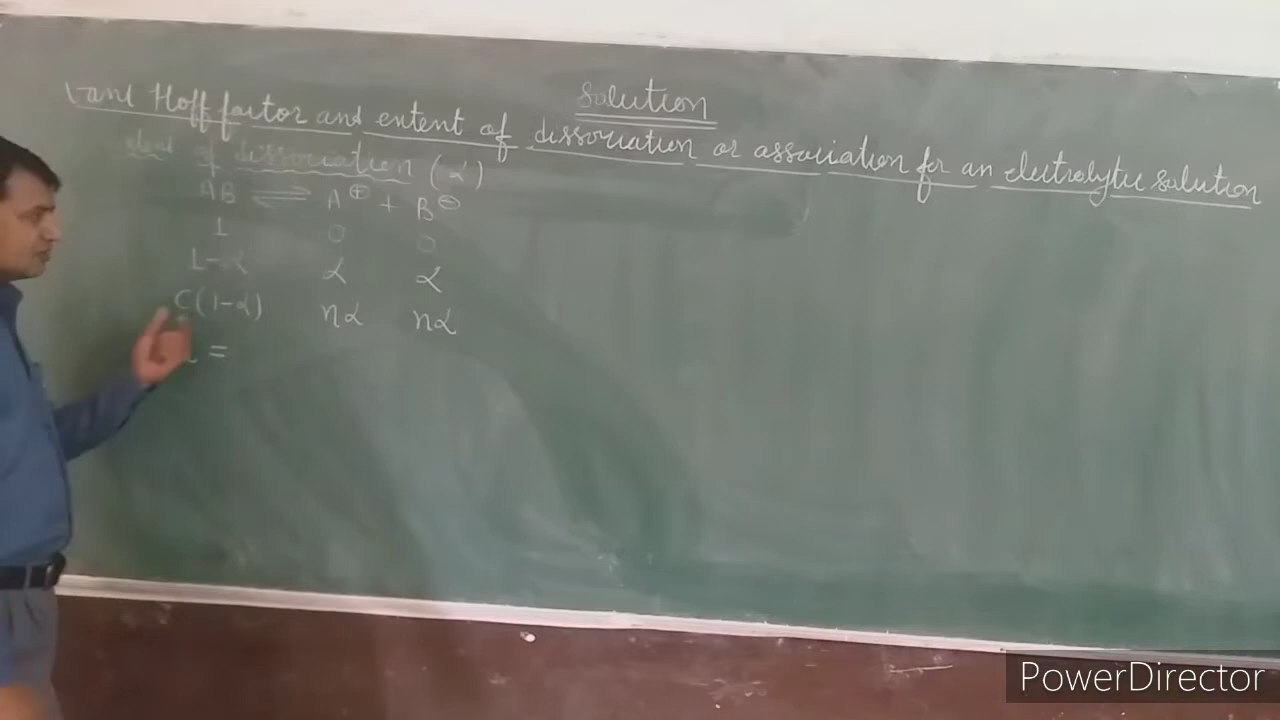 Solution
Vant Hoff factor and extent of dissociation or association for an electrolytic solution
of dissociation (α)
AB ⇌ A⊕ + B⊖
1 0 0
1-α α α
C(1-α) nα nα
=
PowerDirector